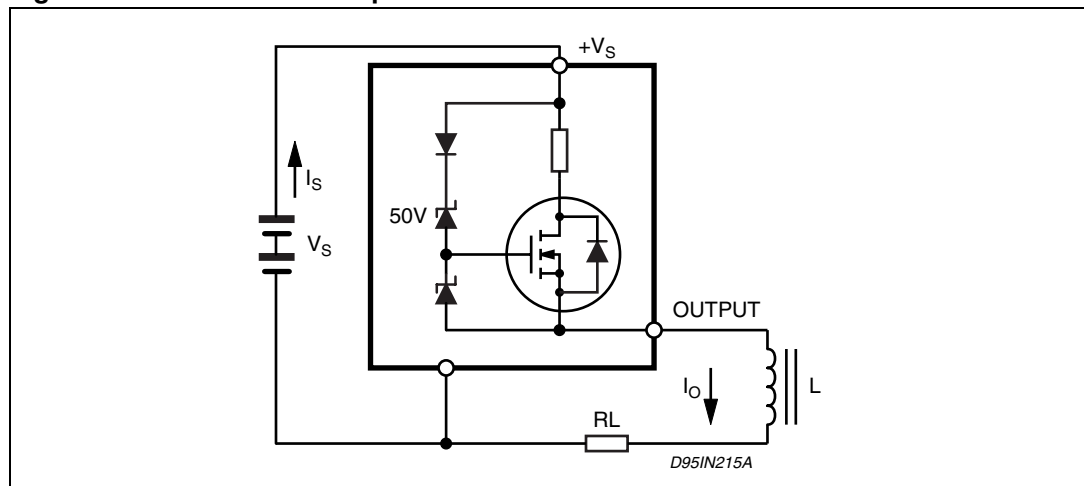 +VS
IS
50V
VS
OUTPUT
IO
L
RL
D95IN215A